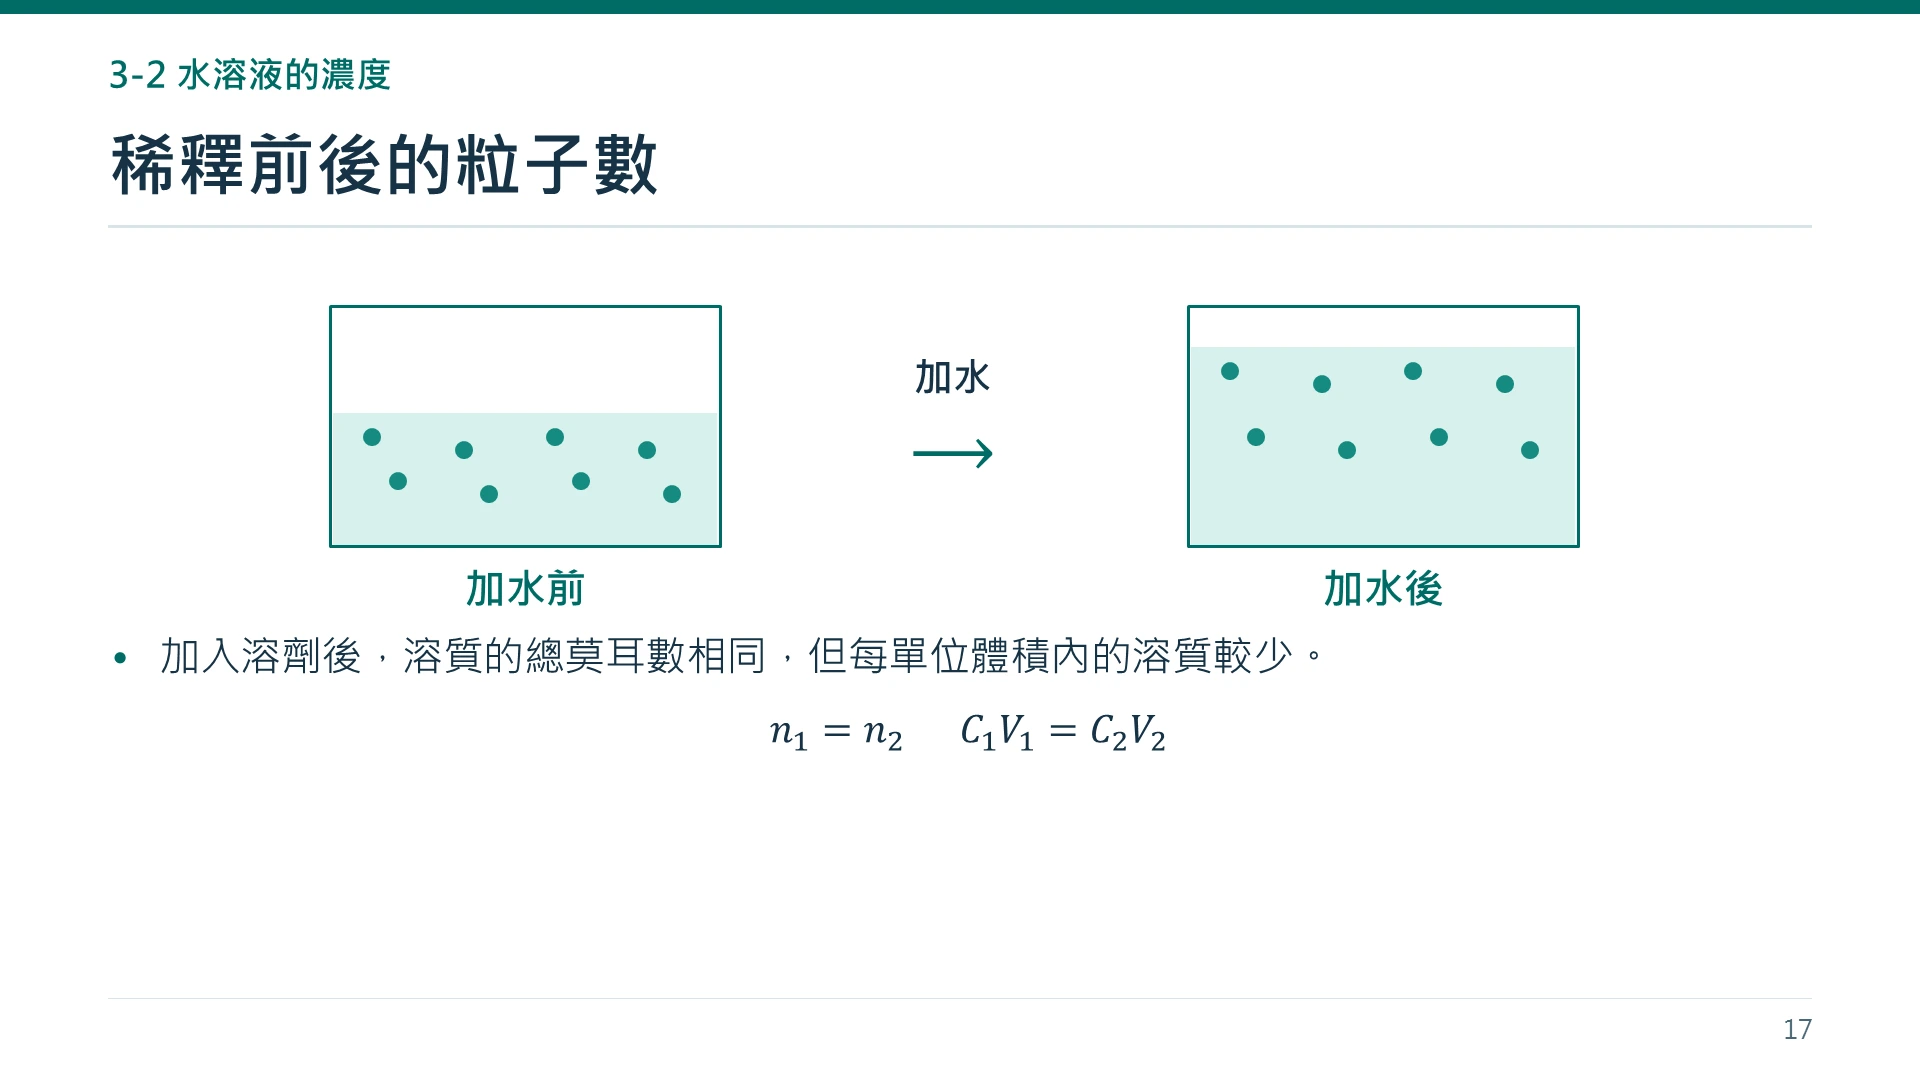 3-2 水溶液的濃度
稀釋前後的粒子數
加水
⟶
加水前
加水後
• 加入溶劑後，溶質的總莫耳數相同，但每單位體積內的溶質較少。
n₁ = n₂  C₁V₁ = C₂V₂
17